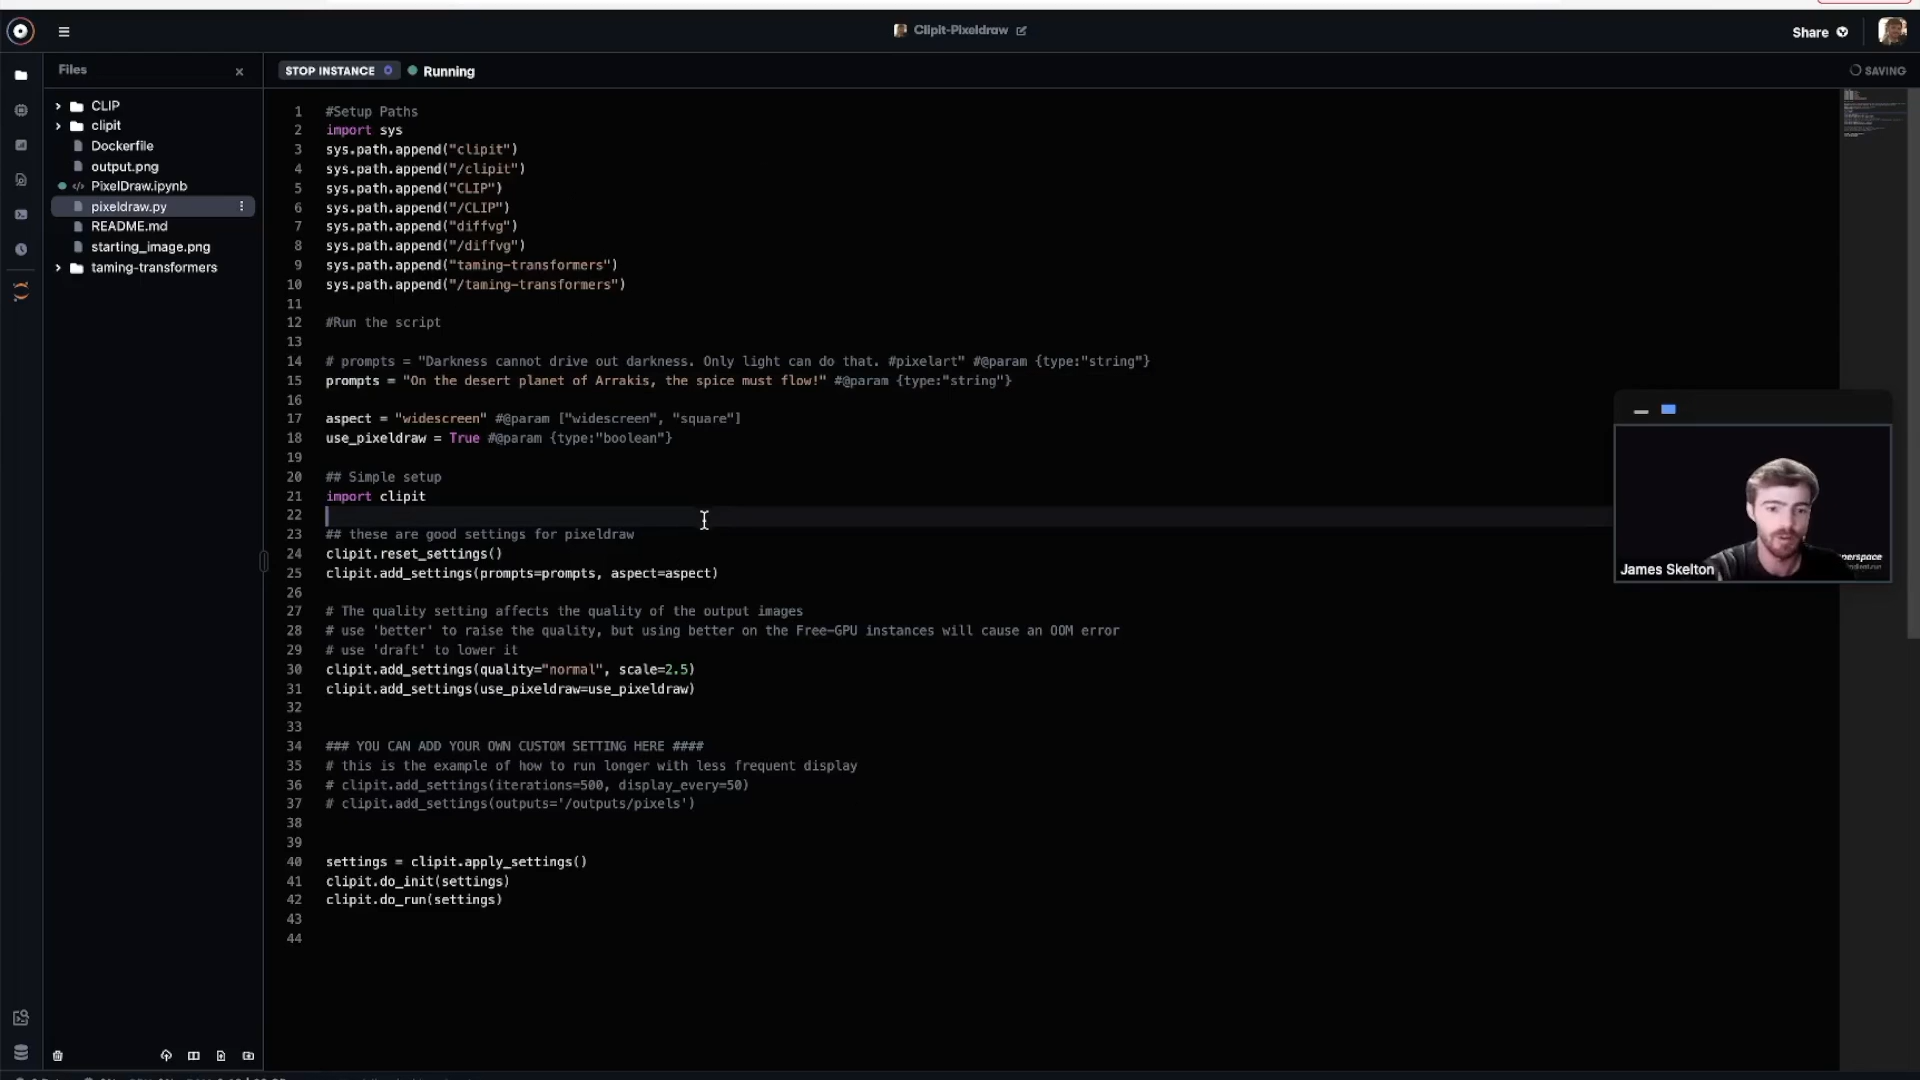 Clipit-Pixeldraw
Share
Files
STOP INSTANCE
Running
SAVING
CLIP
clipit
Dockerfile
output.png
PixelDraw.ipynb
pixeldraw.py
README.md
starting_image.png
taming-transformers
1 #Setup Paths
2 import sys
3 sys.path.append("clipit")
4 sys.path.append("/clipit")
5 sys.path.append("CLIP")
6 sys.path.append("/CLIP")
7 sys.path.append("diffvg")
8 sys.path.append("/diffvg")
9 sys.path.append("taming-transformers")
10 sys.path.append("/taming-transformers")
11
12 #Run the script
13
14 # prompts = "Darkness cannot drive out darkness. Only light can do that. #pixelart" #@param {type:"string"}
15 prompts = "On the desert planet of Arrakis, the spice must flow!" #@param {type:"string"}
16
17 aspect = "widescreen" #@param ["widescreen", "square"]
18 use_pixeldraw = True #@param {type:"boolean"}
19
20 ## Simple setup
21 import clipit
22
23 ## these are good settings for pixeldraw
24 clipit.reset_settings()
25 clipit.add_settings(prompts=prompts, aspect=aspect)
26
27 # The quality setting affects the quality of the output images
28 # use 'better' to raise the quality, but using better on the Free-GPU instances will cause an OOM error
29 # use 'draft' to lower it
30 clipit.add_settings(quality="normal", scale=2.5)
31 clipit.add_settings(use_pixeldraw=use_pixeldraw)
32
33
34 ### YOU CAN ADD YOUR OWN CUSTOM SETTING HERE ####
35 # this is the example of how to run longer with less frequent display
36 # clipit.add_settings(iterations=500, display_every=50)
37 # clipit.add_settings(outputs='/outputs/pixels')
38
39
40 settings = clipit.apply_settings()
41 clipit.do_init(settings)
42 clipit.do_run(settings)
43
44
James Skelton
perspace